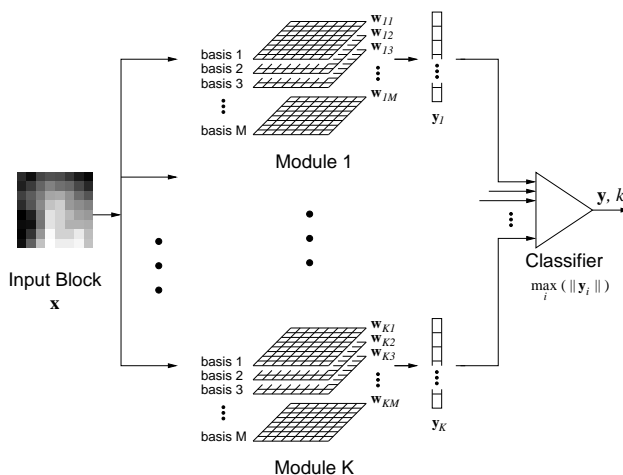 basis 1
basis 2
basis 3
basis M
w11
w12
w13
w1M
y1
Module 1
Input Block
x
y, k
Classifier
max ( || yi || )
i
basis 1
basis 2
basis 3
basis M
wK1
wK2
wK3
wKM
yK
Module K